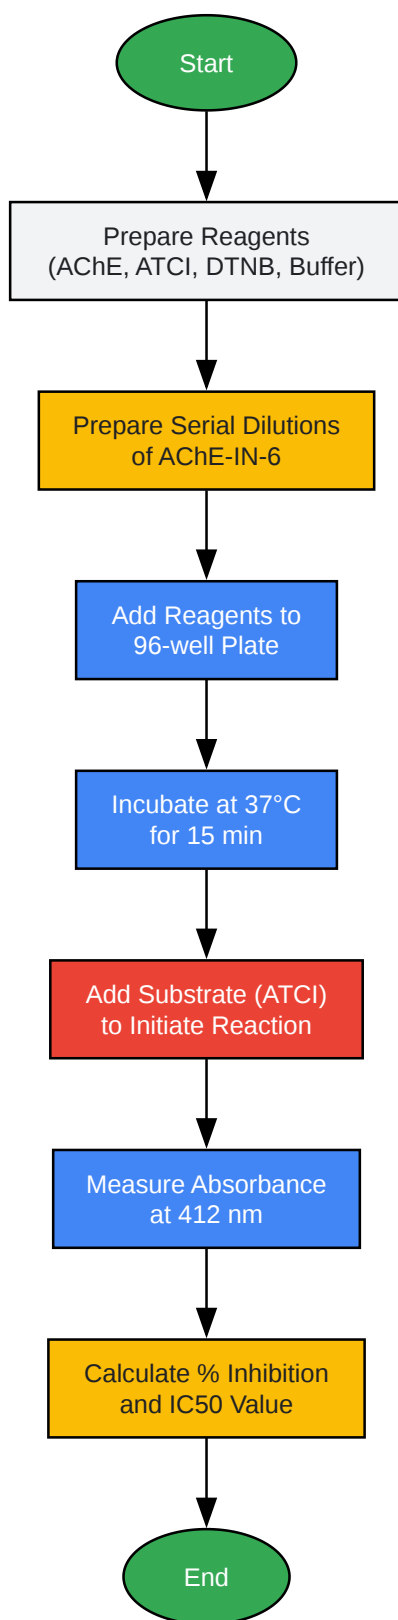 Start
Prepare Reagents
(AChE, ATCI, DTNB, Buffer)
Prepare Serial Dilutions
of AChE-IN-6
Add Reagents to
96-well Plate
Incubate at 37°C
for 15 min
Add Substrate (ATCI)
to Initiate Reaction
Measure Absorbance
at 412 nm
Calculate % Inhibition
and IC50 Value
End